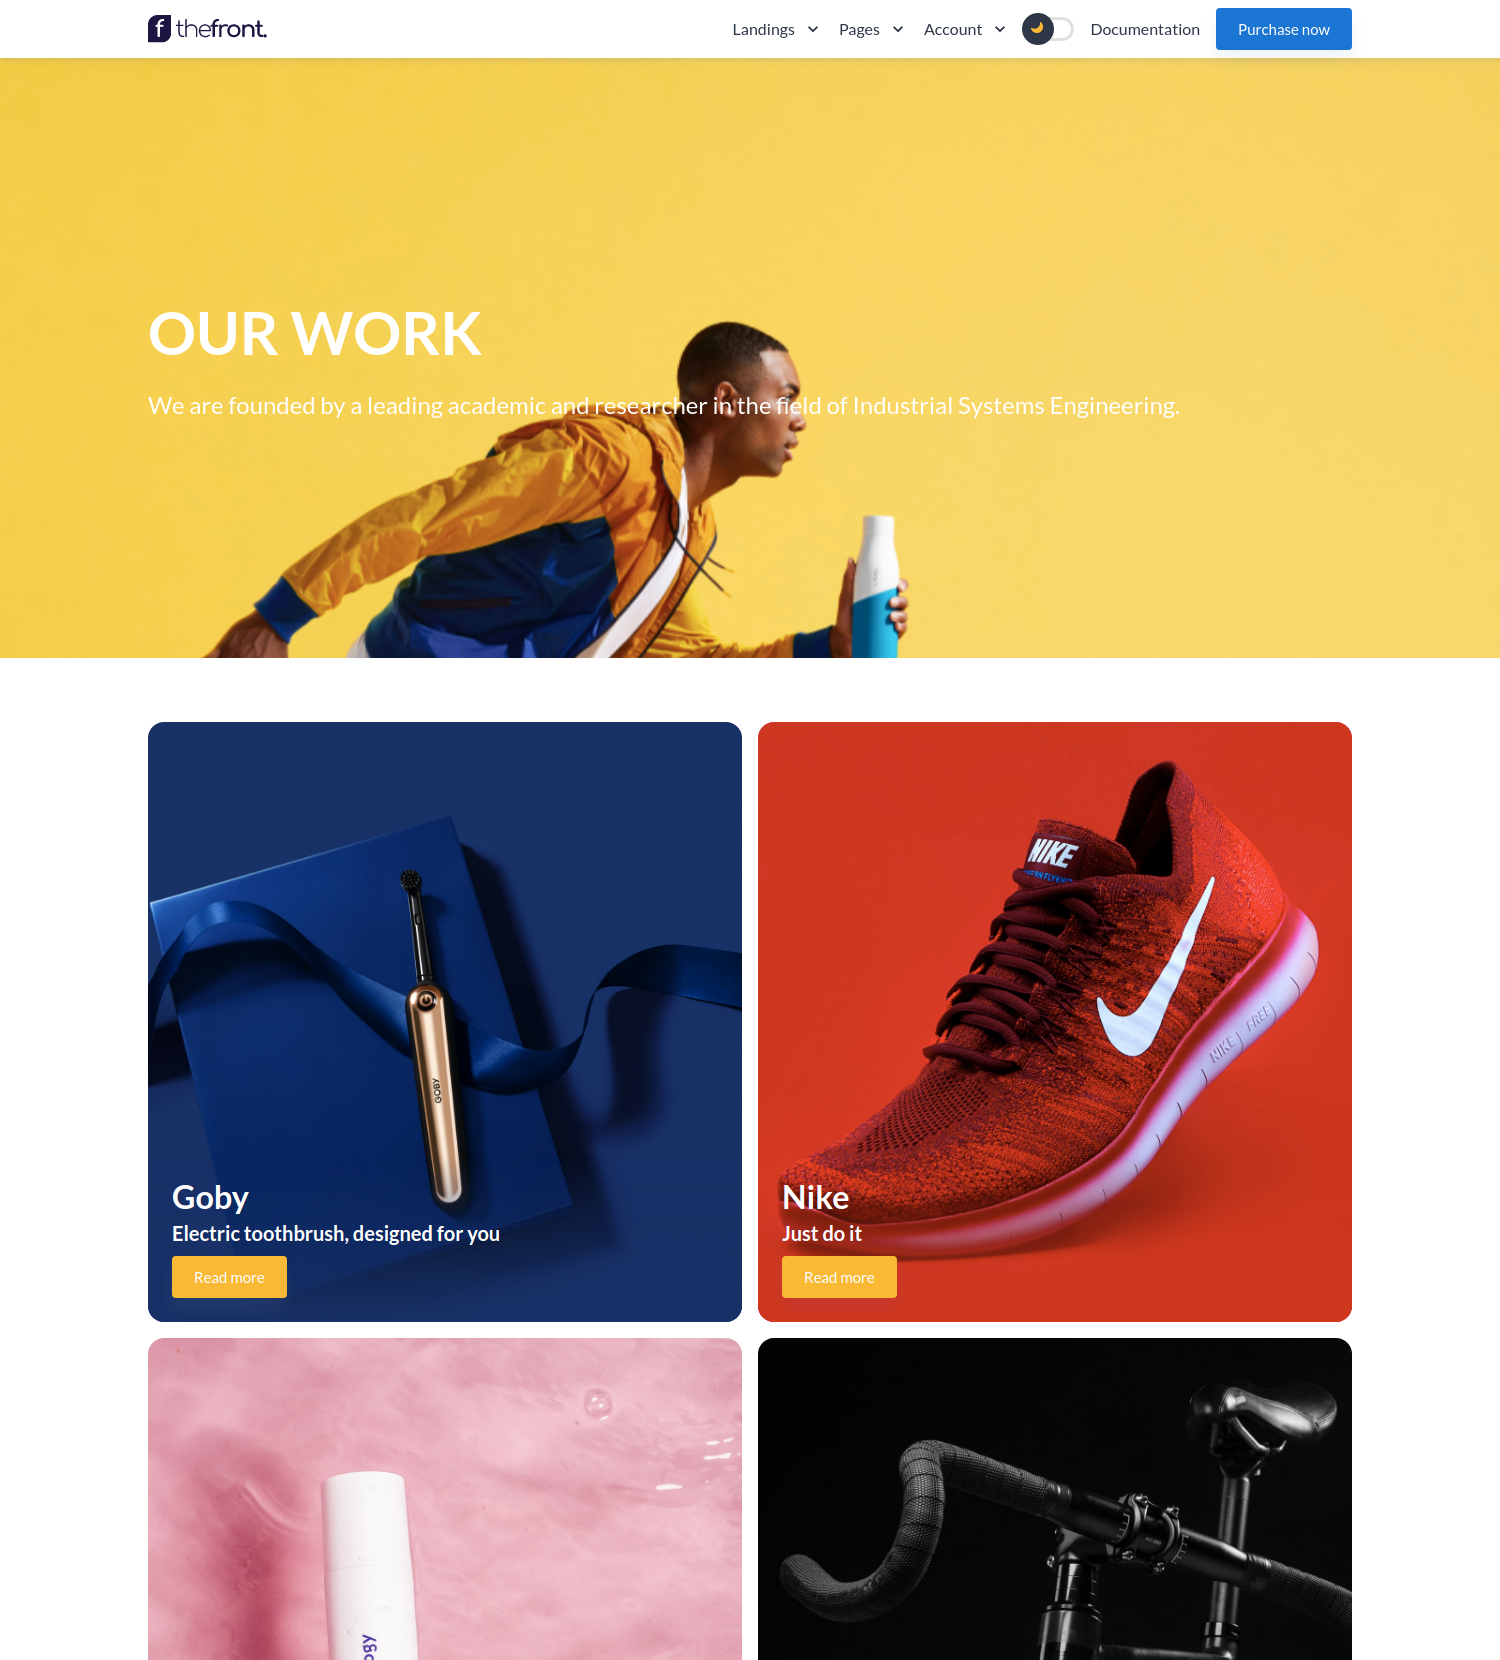 f thefront.
Landings Pages Account Documentation Purchase now
OUR WORK
We are founded by a leading academic and researcher in the field of Industrial Systems Engineering.
GOBY
NIKE
NIKE FREE
Goby
Electric toothbrush, designed for you
Read more
Nike
Just do it
Read more